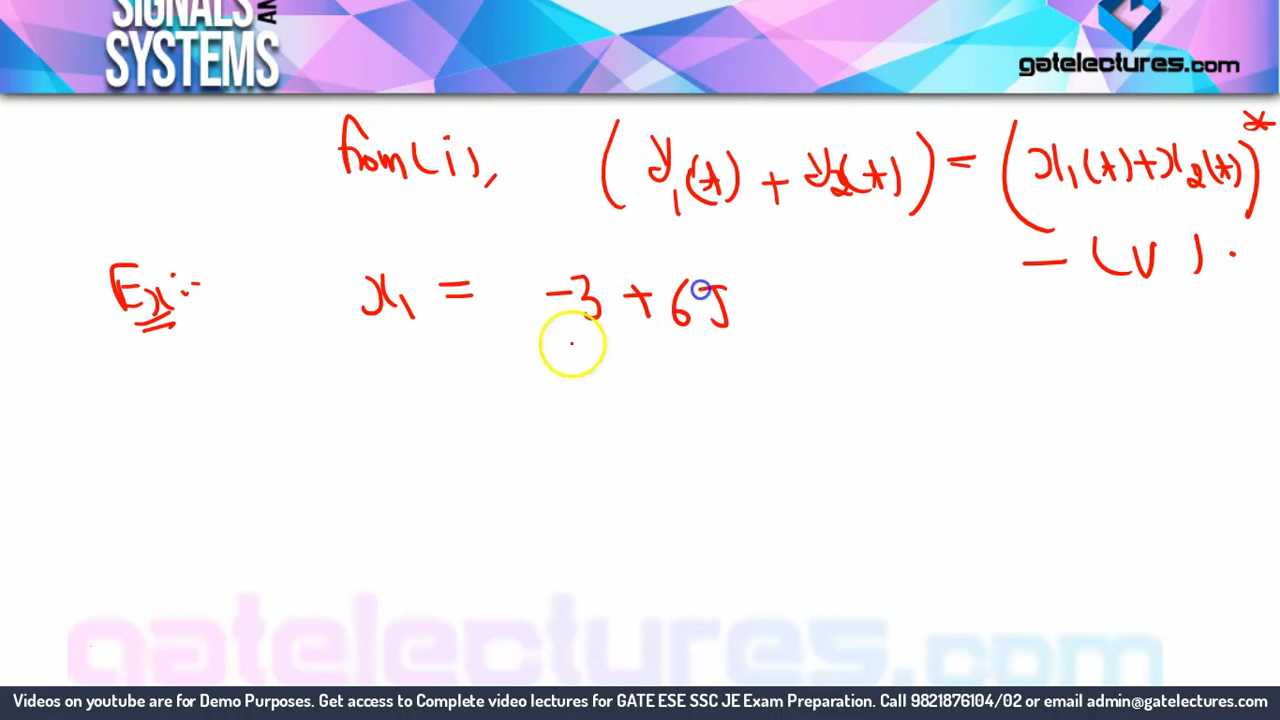 SIGNALS AN
SYSTEMS
gatelectures.com
from (i), (y₁(t) + y₂(t)) = (x₁(t)+x₂(t))*
— (v).
Ex:- x₁ = -3 + 6j
gatelectures.com
Videos on youtube are for Demo Purposes. Get access to Complete video lectures for GATE ESE SSC JE Exam Preparation. Call 9821876104/02 or email admin@gatelectures.com